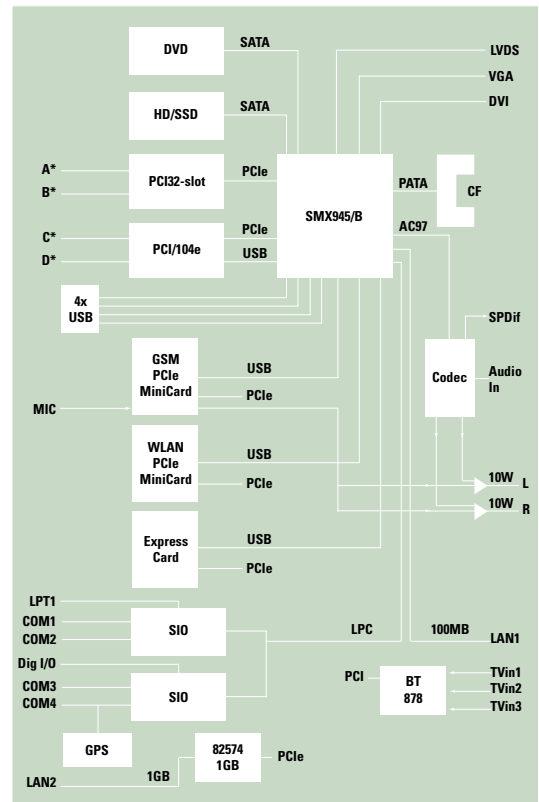 DVD
SATA
LVDS
VGA
DVI
HD/SSD
SATA
A*
B*
PCI32-slot
PCIe
SMX945/B
PATA
CF
C*
D*
PCI/104e
PCIe
USB
AC97
4x
USB
SPDif
GSM
PCIe
MiniCard
USB
PCIe
Codec
Audio
In
MIC
WLAN
PCIe
MiniCard
USB
PCIe
10W
L
10W
R
Express
Card
USB
PCIe
LPT1
COM1
COM2
SIO
LPC
100MB
LAN1
Dig I/O
COM3
COM4
SIO
PCI
BT
878
TVin1
TVin2
TVin3
GPS
LAN2
1GB
82574
1GB
PCIe